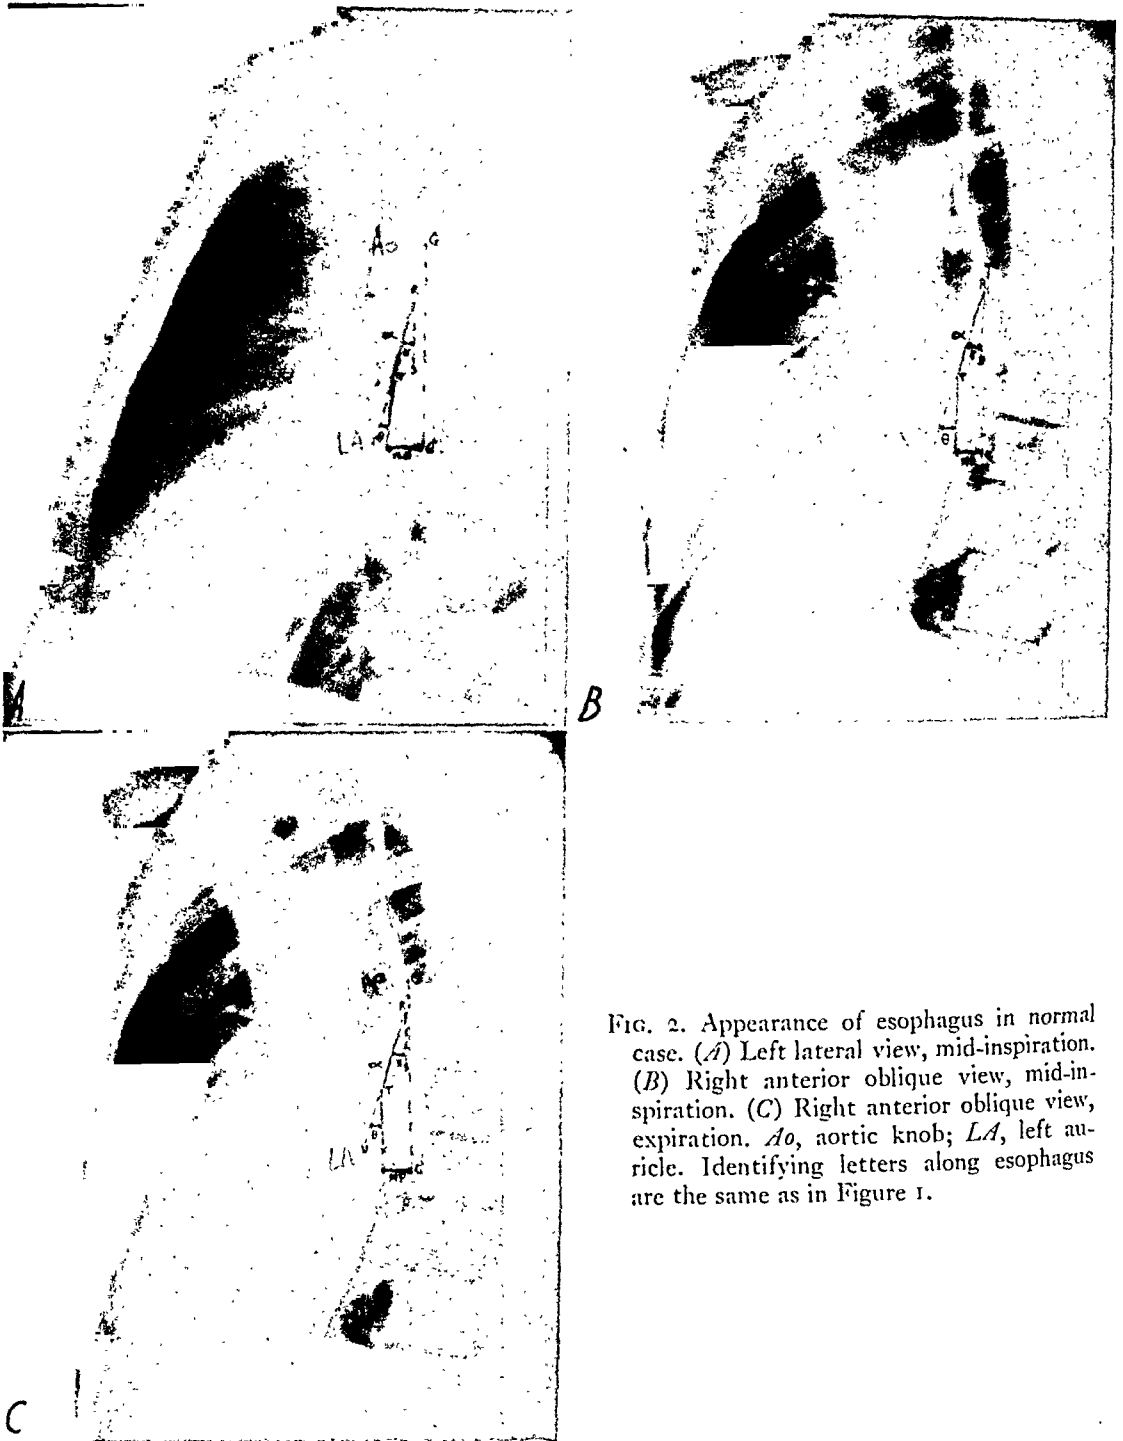 Ao
G
α
LA
A
α
θ
B
Ao
α
T
θ
LA
C
FIG. 2. Appearance of esophagus in normal
case. (A) Left lateral view, mid-inspiration.
(B) Right anterior oblique view, mid-in-
spiration. (C) Right anterior oblique view,
expiration. Ao, aortic knob; LA, left au-
ricle. Identifying letters along esophagus
are the same as in Figure 1.